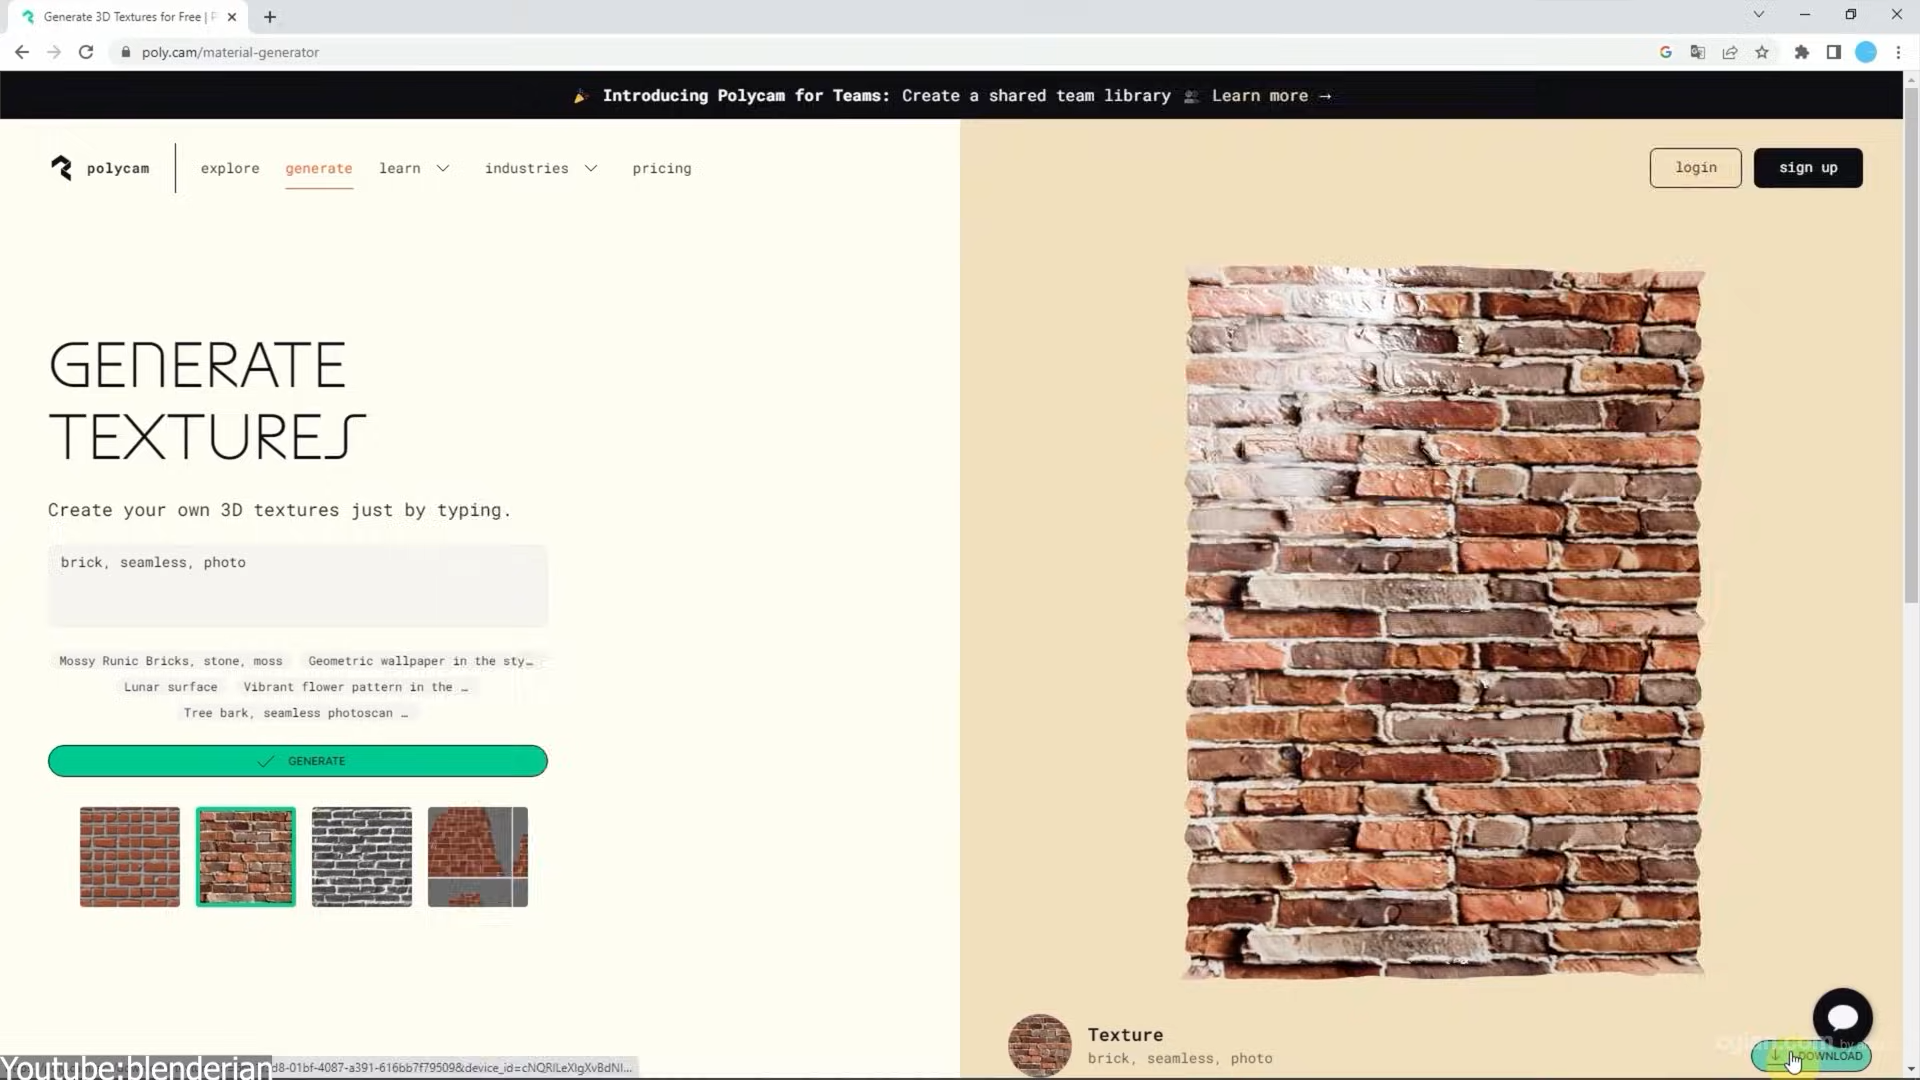 Generate 3D Textures for Free | P
poly.cam/material-generator
Introducing Polycam for Teams: Create a shared team library Learn more →
polycam
explore
generate
learn
industries
pricing
login
sign up
GENERATE
TEXTURES
Create your own 3D textures just by typing.
brick, seamless, photo
Mossy Runic Bricks, stone, moss
Geometric wallpaper in the sty…
Lunar surface
Vibrant flower pattern in the …
Tree bark, seamless photoscan …
GENERATE
Texture
brick, seamless, photo
DOWNLOAD
Youtube:blenderian